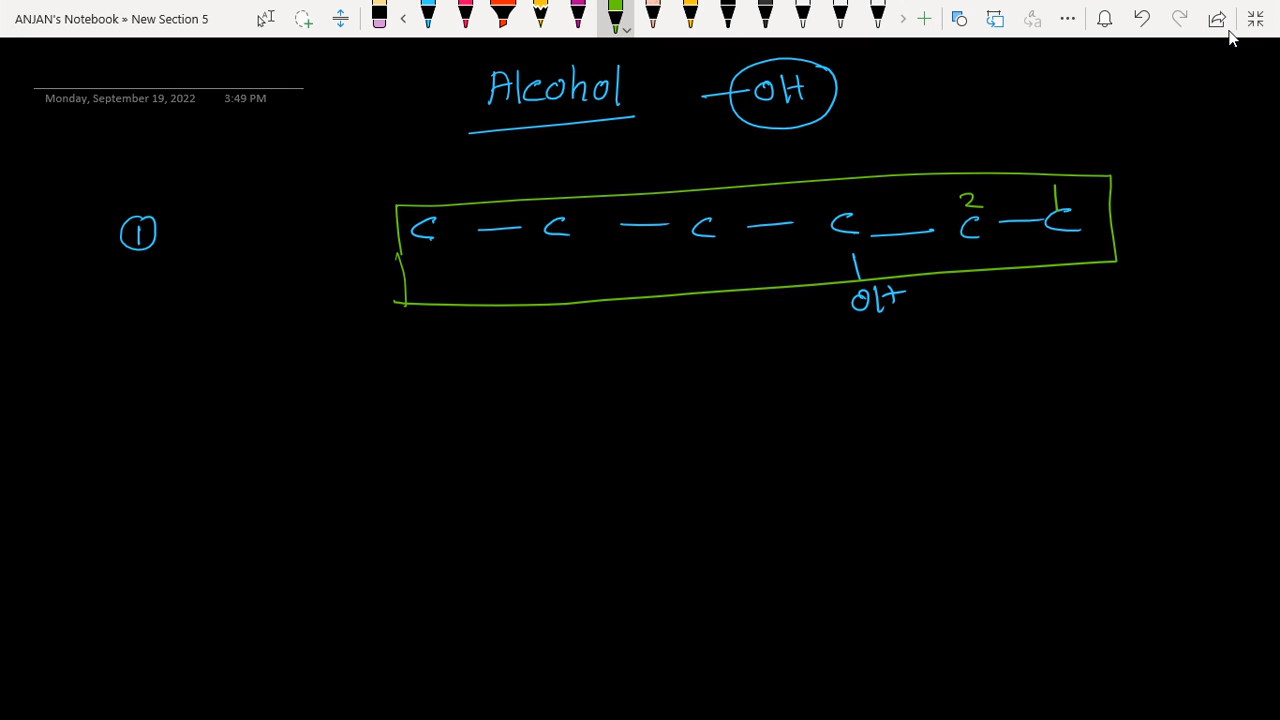 ANJAN's Notebook » New Section 5
Alcohol —OH
Monday, September 19, 2022 3:49 PM
2 1
① C — C — C — C — C — C
|
OH